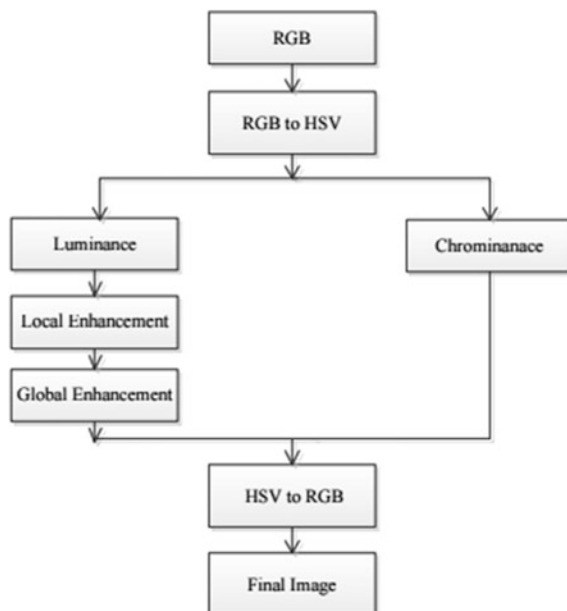 RGB
RGB to HSV
Luminance
Chrominanace
Local Enhancement
Global Enhancement
HSV to RGB
Final Image